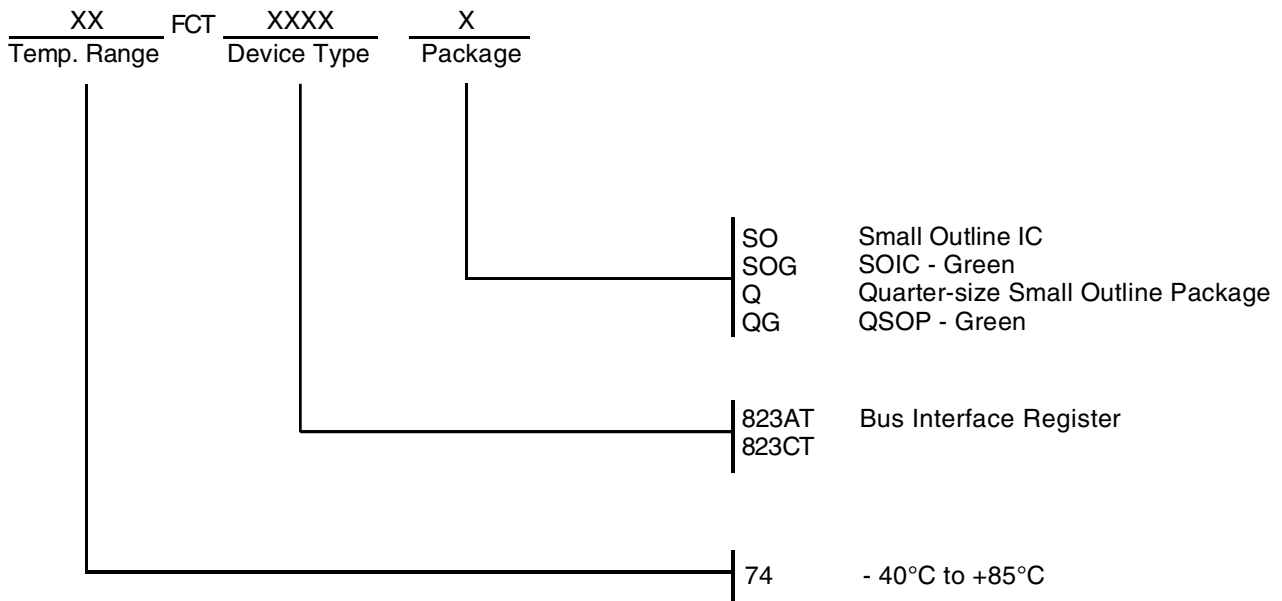 XX FCT XXXX X
Temp. Range Device Type Package
SO Small Outline IC
SOG SOIC - Green
Q Quarter-size Small Outline Package
QG QSOP - Green
823AT Bus Interface Register
823CT
74 - 40°C to +85°C